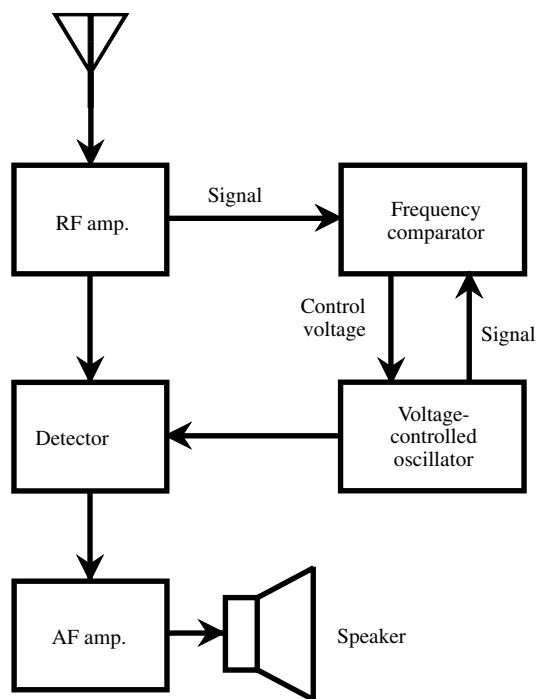 RF amp.
Signal
Frequency
comparator
Control
voltage
Signal
Detector
Voltage-
controlled
oscillator
AF amp.
Speaker